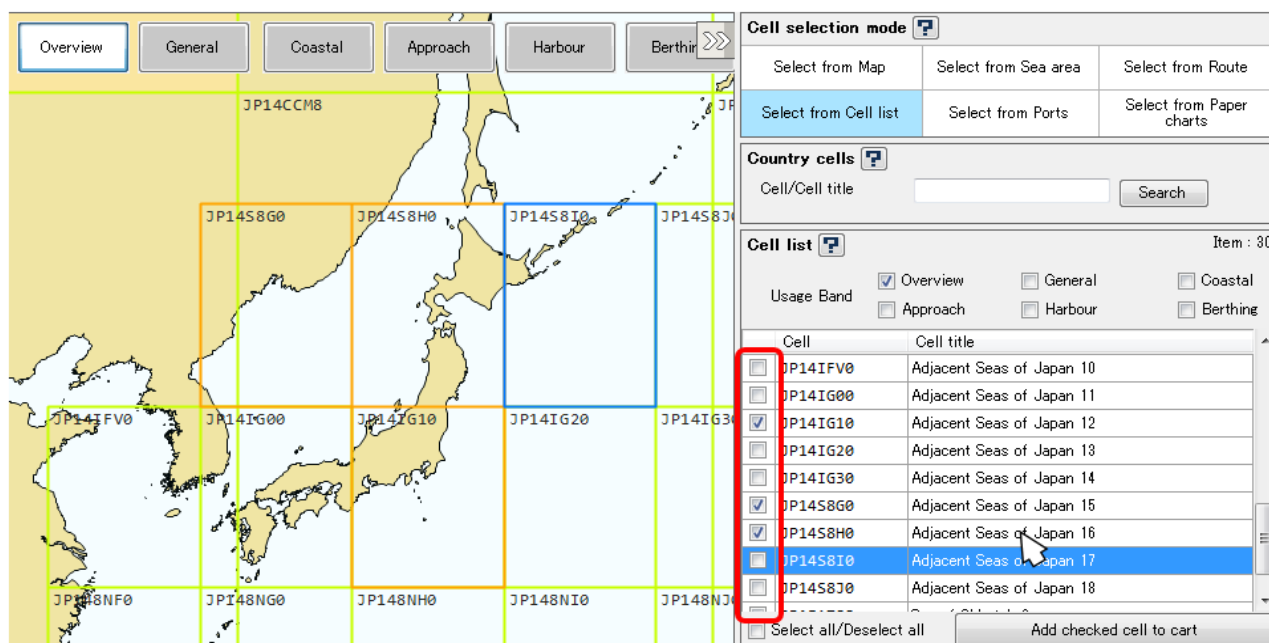 Overview General Coastal Approach Harbour
JP14CCM8
JP14S8G0 JP14S8H0 JP14S8I0
JP14IFV0 JP14IG00 JP14IG10 JP14IG20
JP148NF0 JP148NG0 JP148NH0 JP148NI0
Cell selection mode ?
Select from Map Select from Sea area Select from Route
Select from Cell list Select from Ports Select from Paper
charts
Country cells ?
Cell/Cell title Search
Cell list ? Item : 30
Usage Band
Overview General Coastal
Approach Harbour Berthing
Cell Cell title
JP14IFV0 Adjacent Seas of Japan 10
JP14IG00 Adjacent Seas of Japan 11
JP14IG10 Adjacent Seas of Japan 12
JP14IG20 Adjacent Seas of Japan 13
JP14IG30 Adjacent Seas of Japan 14
JP14S8G0 Adjacent Seas of Japan 15
JP14S8H0 Adjacent Seas of Japan 16
JP14S8I0 Adjacent Seas of Japan 17
JP14S8J0 Adjacent Seas of Japan 18
Select all/Deselect all Add checked cell to cart